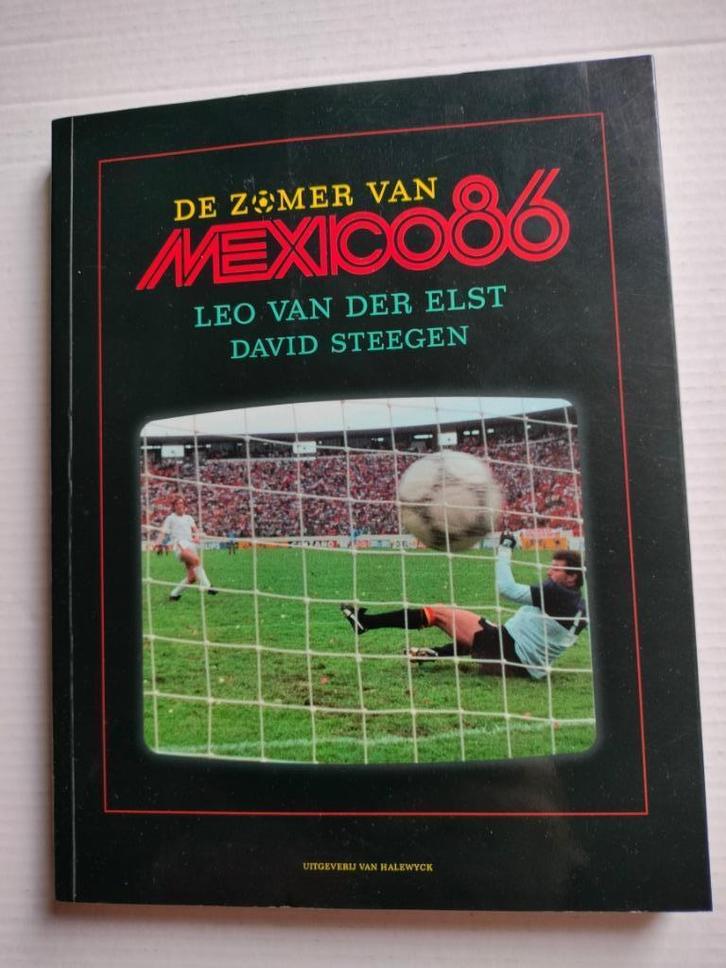 DE ZOMER VAN
MEXICO86
LEO VAN DER ELST
DAVID STEEGEN
UITGEVERIJ VAN HALEWYCK